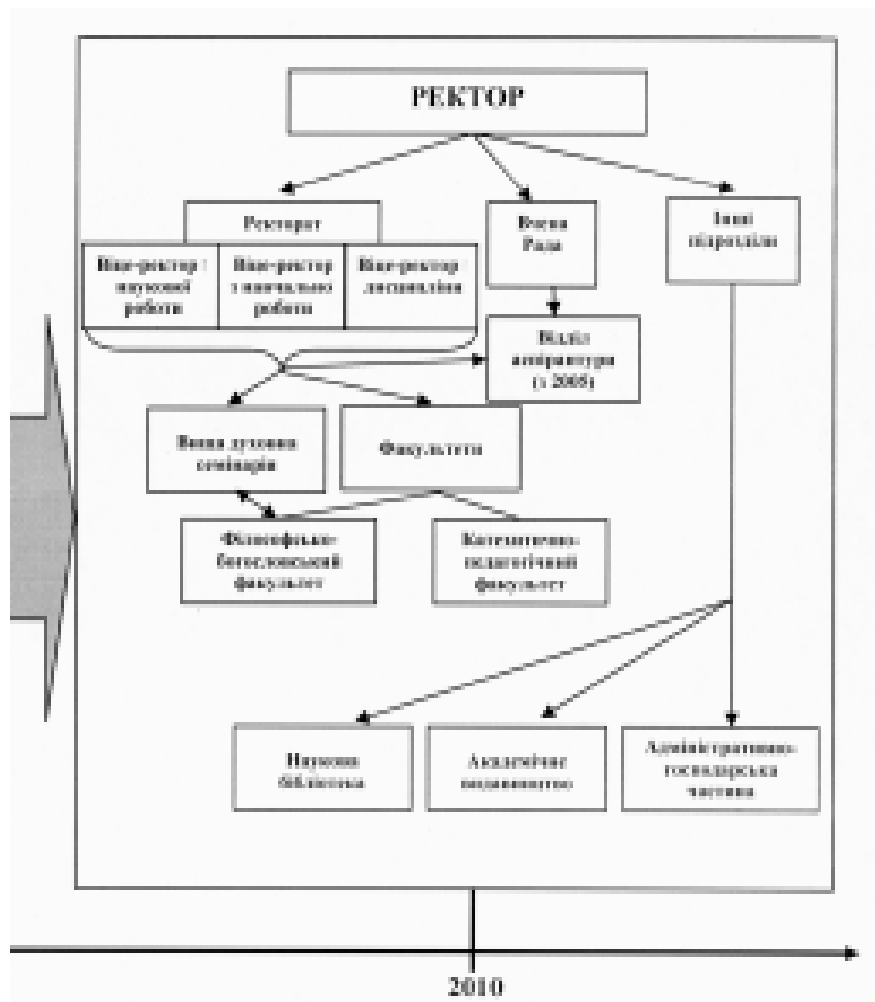 РЕКТОР
Ректорат
Вчена
Рада
Інші
підрозділи
Віце-ректор з
наукової
роботи
Віце-ректор
з навчальної
роботи
Віце-ректор з
дисципліни
Відділ
аспірантури
(з 2005)
Вища духовна
семінарія
Факультети
Філософсько-
богословський
факультет
Катехитично-
педагогічний
факультет
Наукова
бібліотека
Академічне
видавництво
Адміністративно-
господарська
частина
2010